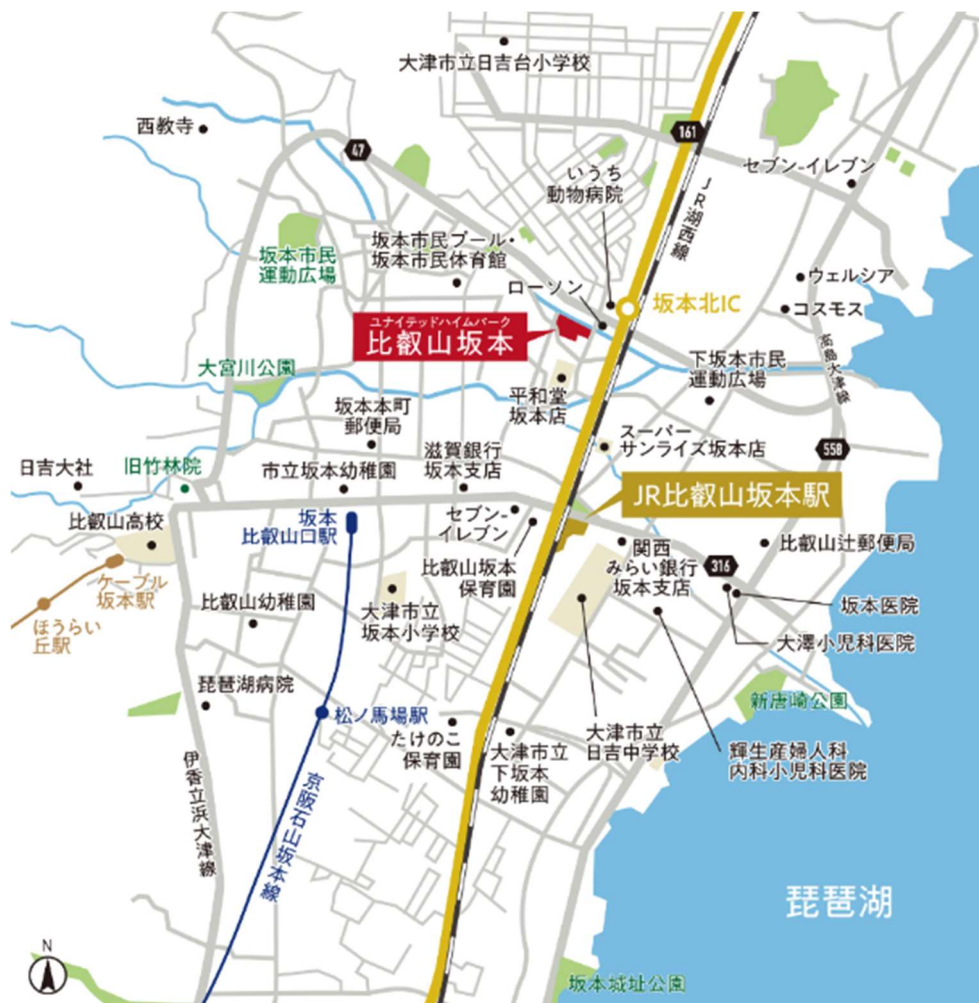 大津市立日吉台小学校
西教寺
47
161
いうち
動物病院
JR湖西線
セブン-イレブン
坂本市民
運動広場
坂本市民プール・
坂本市民体育館
ローソン
坂本北IC
ウェルシア
コスモス
ユナイテッドハイムパーク
比叡山坂本
高島大津線
大宮川公園
平和堂
坂本店
下坂本市民
運動広場
坂本本町
郵便局
スーパー
サンライズ坂本店
558
日吉大社
旧竹林院
市立坂本幼稚園
滋賀銀行
坂本支店
JR比叡山坂本駅
比叡山高校
坂本
比叡山口駅
セブン-
イレブン
比叡山坂本
保育園
関西
みらい銀行
坂本支店
比叡山辻郵便局
316
ケーブル
坂本駅
ほうらい
丘駅
比叡山幼稚園
大津市立
坂本小学校
坂本医院
大澤小児科医院
琵琶湖病院
松ノ馬場駅
たけのこ
保育園
大津市立
下坂本
幼稚園
大津市立
日吉中学校
輝生産婦人科
内科小児科医院
新唐崎公園
伊香立浜大津線
京阪石山坂本線
琵琶湖
N
坂本城址公園